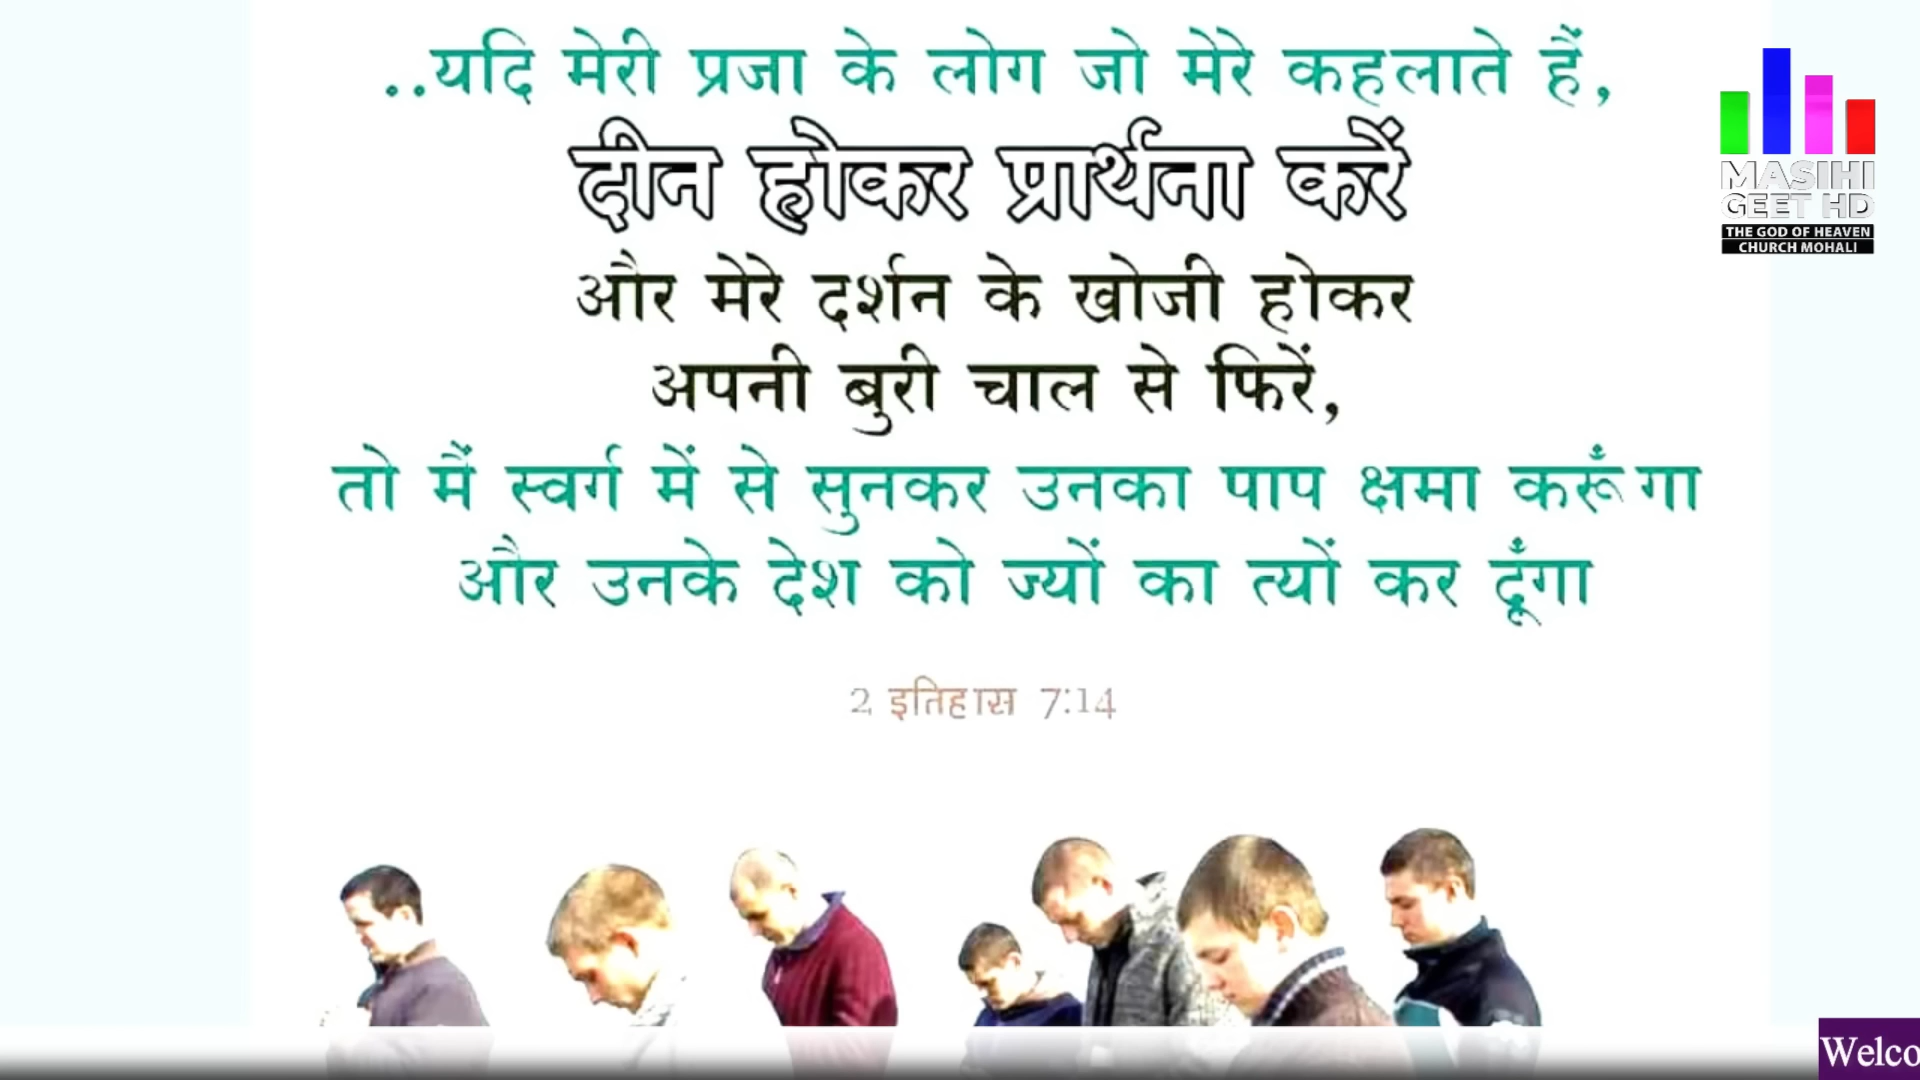 ..यदि मेरी प्रजा के लोग जो मेरे कहलाते हैं,
दीन होकर प्रार्थना करें
और मेरे दर्शन के खोजी होकर
अपनी बुरी चाल से फिरें,
तो मैं स्वर्ग में से सुनकर उनका पाप क्षमा करूँगा
और उनके देश को ज्यों का त्यों कर दूँगा
2 इतिहास 7:14
MASIHI
GEET HD
THE GOD OF HEAVEN
CHURCH MOHALI
Welco